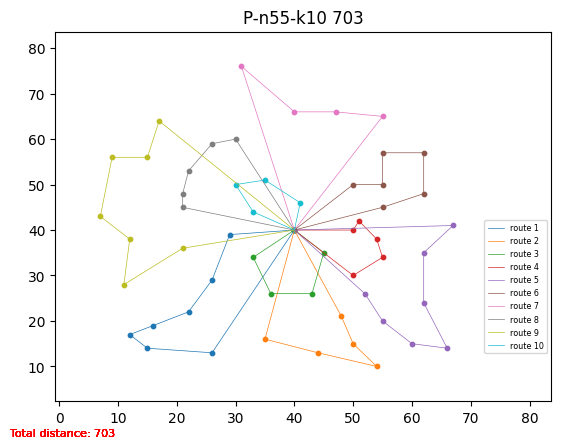 P-n55-k10 703
80
70
60
50
40
30
20
10
0 10 20 30 40 50 60 70 80
route 1
route 2
route 3
route 4
route 5
route 6
route 7
route 8
route 9
route 10
Total distance: 703